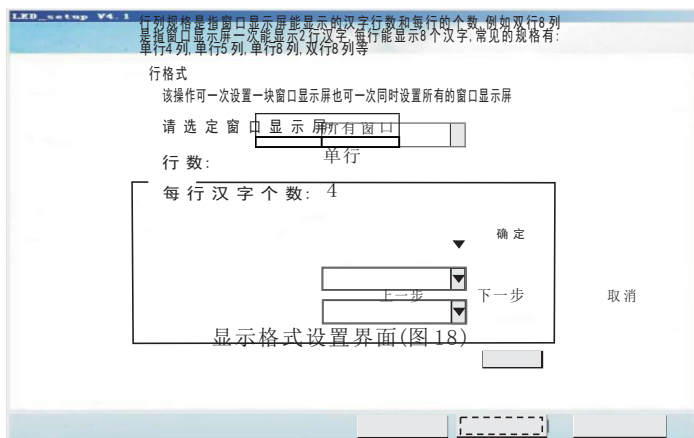 LED_setup V4.1
行列规格是指窗口显示屏能显示的汉字行数和每行的个数,例如双行8列
是指窗口显示屏一次能显示2行汉字,每行能显示8个汉字,常见的规格有:
单行4列,单行5列,单行8列,双行8列等
行格式
该操作可一次设置一块窗口显示屏也可一次同时设置所有的窗口显示屏
请选定窗口显示屏:所有窗口
行数: 单行
每行汉字个数: 4
确定
上一步 下一步 取消
显示格式设置界面(图18)